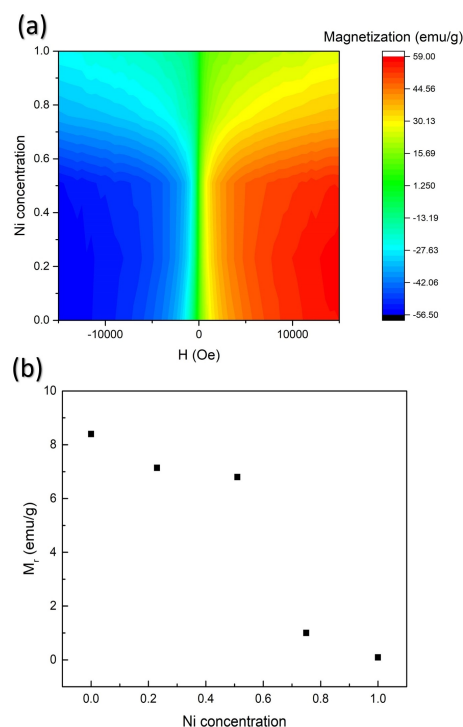 (a)
Magnetization (emu/g)
1.0
0.8
0.6
0.4
0.2
0.0
Ni concentration
-10000 0 10000
H (Oe)
59.00
44.56
30.13
15.69
1.250
-13.19
-27.63
-42.06
-56.50
(b)
10
8
6
4
2
0
M_r (emu/g)
0.0 0.2 0.4 0.6 0.8 1.0
Ni concentration